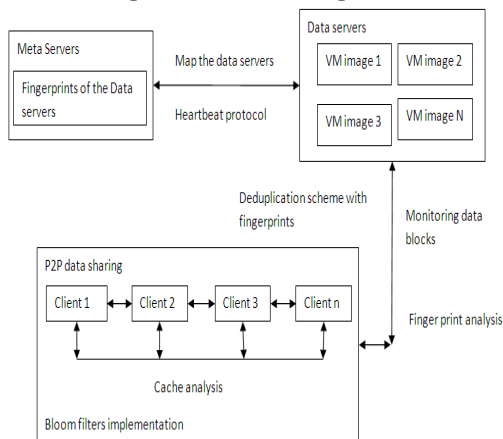 Meta Servers
Fingerprints of the Data
servers
Map the data servers
Heartbeat protocol
Data servers
VM image 1
VM image 2
VM image 3
VM image N
Deduplication scheme with
fingerprints
Monitoring data
blocks
P2P data sharing
Client 1
Client 2
Client 3
Client n
Finger print analysis
Cache analysis
Bloom filters implementation